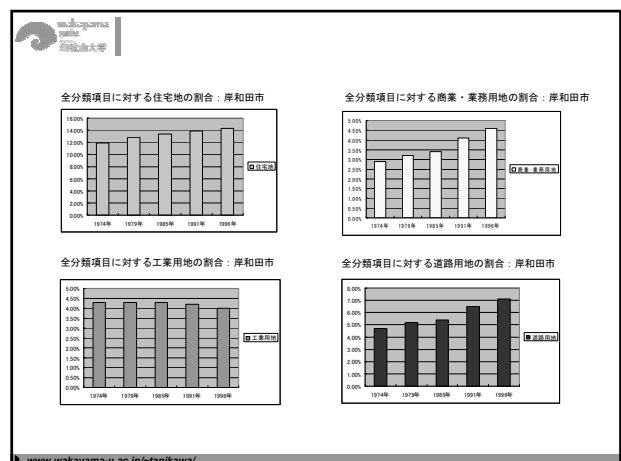 wakayama
univ.
和歌山大学
全分類項目に対する住宅地の割合：岸和田市
16.00%
14.00%
12.00%
10.00%
8.00%
6.00%
4.00%
2.00%
0.00%
1974年 1979年 1985年 1991年 1996年
住宅地
全分類項目に対する商業・業務用地の割合：岸和田市
5.00%
4.50%
4.00%
3.50%
3.00%
2.50%
2.00%
1.50%
1.00%
0.50%
0.00%
1974年 1979年 1985年 1991年 1996年
商業・業務用地
全分類項目に対する工業用地の割合：岸和田市
5.00%
4.50%
4.00%
3.50%
3.00%
2.50%
2.00%
1.50%
1.00%
0.50%
0.00%
1974年 1979年 1985年 1991年 1996年
工業用地
全分類項目に対する道路用地の割合：岸和田市
8.00%
7.00%
6.00%
5.00%
4.00%
3.00%
2.00%
1.00%
0.00%
1974年 1979年 1985年 1991年 1996年
道路用地
www.wakayama-u.ac.jp/~tanikawa/